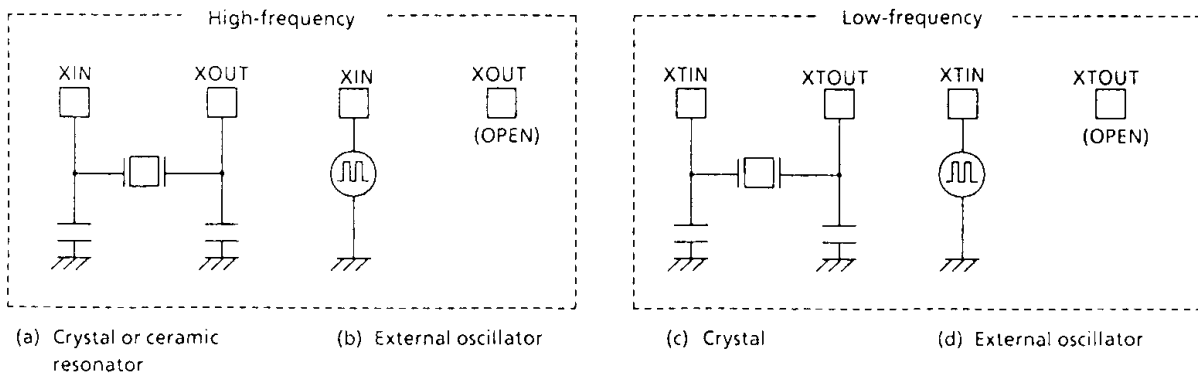 High-frequency
XIN
XOUT
XIN
XOUT
(OPEN)
(a) Crystal or ceramic
resonator
(b) External oscillator
Low-frequency
XTIN
XTOUT
XTIN
XTOUT
(OPEN)
(c) Crystal
(d) External oscillator